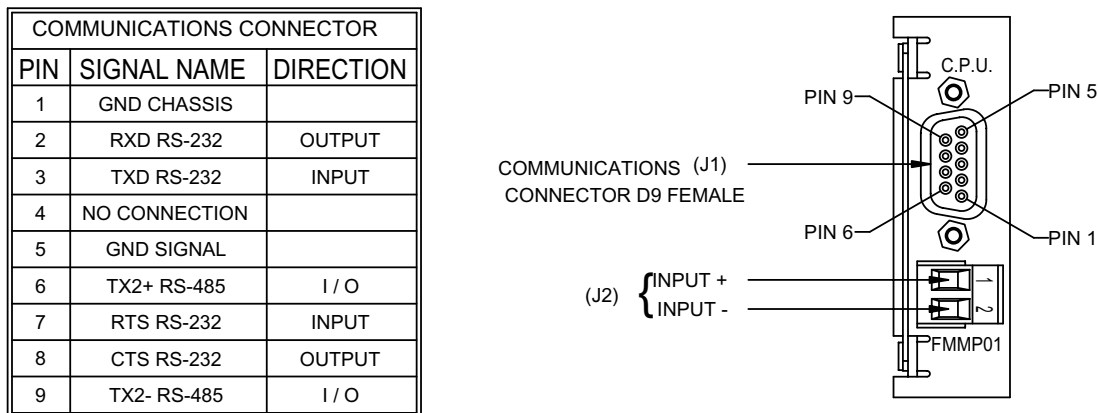 COMMUNICATIONS CONNECTOR
PIN SIGNAL NAME DIRECTION
1 GND CHASSIS
2 RXD RS-232 OUTPUT
3 TXD RS-232 INPUT
4 NO CONNECTION
5 GND SIGNAL
6 TX2+ RS-485 I / O
7 RTS RS-232 INPUT
8 CTS RS-232 OUTPUT
9 TX2- RS-485 I / O
C.P.U.
PIN 9
PIN 5
COMMUNICATIONS (J1)
CONNECTOR D9 FEMALE
PIN 6
PIN 1
(J2)
INPUT +
INPUT -
1
2
FMMP01